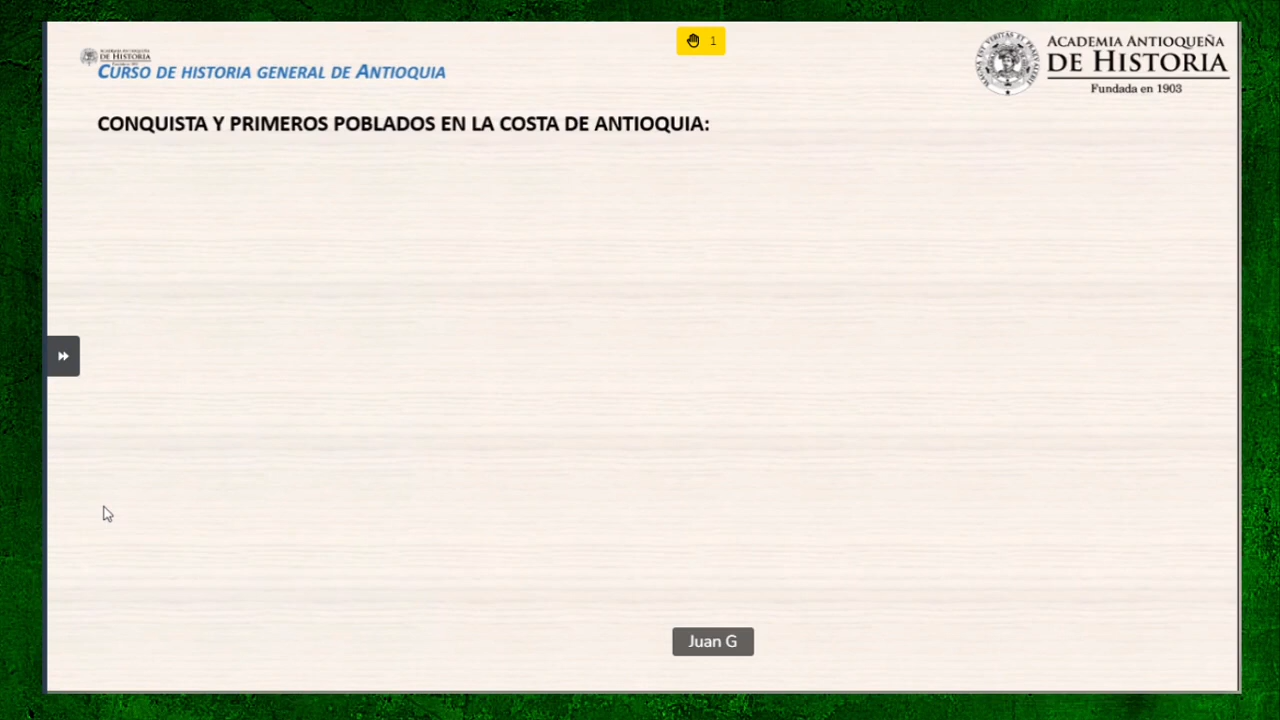 1
ACADEMIA ANTIOQUEÑA
DE HISTORIA
Fundada en 1903
DE HISTORIA
CURSO DE HISTORIA GENERAL DE ANTIOQUIA
CONQUISTA Y PRIMEROS POBLADOS EN LA COSTA DE ANTIOQUIA:
Juan G